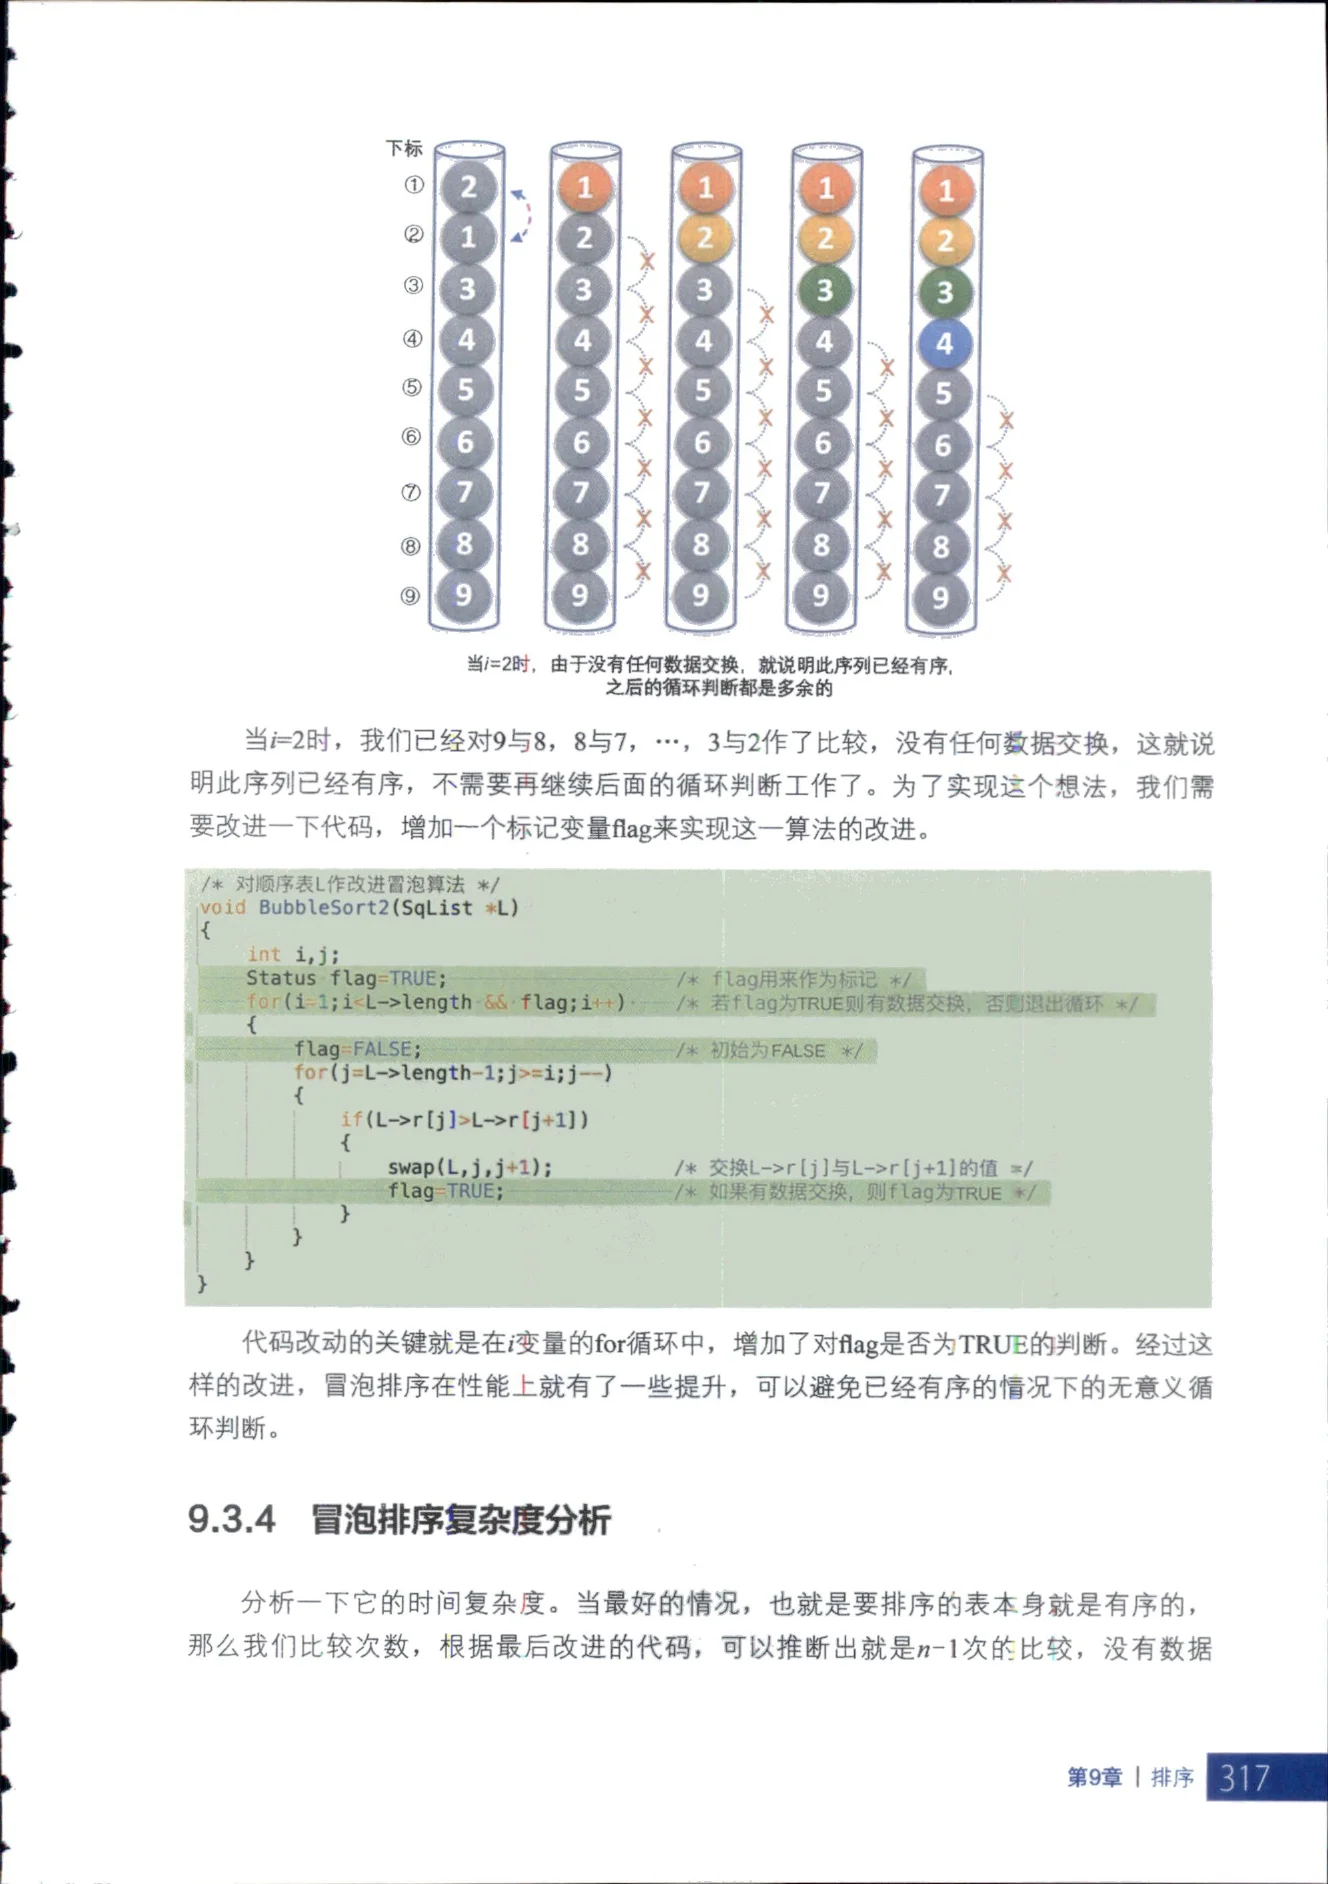 下标
① 2 1 1 1 1
② 1 2 2 2 2
③ 3 3 3 3 3
④ 4 4 4 4 4
⑤ 5 5 5 5 5
⑥ 6 6 6 6 6
⑦ 7 7 7 7 7
⑧ 8 8 8 8 8
⑨ 9 9 9 9 9
当i=2时，由于没有任何数据交换，就说明此序列已经有序，
之后的循环判断都是多余的
当i=2时，我们已经对9与8，8与7，…，3与2作了比较，没有任何数据交换，这就说
明此序列已经有序，不需要再继续后面的循环判断工作了。为了实现这个想法，我们需
要改进一下代码，增加一个标记变量flag来实现这一算法的改进。
/* 对顺序表L作改进冒泡算法 */
void BubbleSort2(SqList *L)
{
    int i,j;
    Status flag=TRUE; /* flag用来作为标记 */
    for(i=1;i<L->length && flag;i++) /* 若flag为TRUE则有数据交换，否则退出循环 */
    {
        flag=FALSE; /* 初始为FALSE */
        for(j=L->length-1;j>=i;j--)
        {
            if(L->r[j]>L->r[j+1])
            {
                swap(L,j,j+1); /* 交换L->r[j]与L->r[j+1]的值 */
                flag=TRUE; /* 如果有数据交换，则flag为TRUE */
            }
        }
    }
}
代码改动的关键就是在i变量的for循环中，增加了对flag是否为TRUE的判断。经过这
样的改进，冒泡排序在性能上就有了一些提升，可以避免已经有序的情况下的无意义循
环判断。
9.3.4 冒泡排序复杂度分析
分析一下它的时间复杂度。当最好的情况，也就是要排序的表本身就是有序的，
那么我们比较次数，根据最后改进的代码，可以推断出就是n-1次的比较，没有数据
第9章 | 排序 317